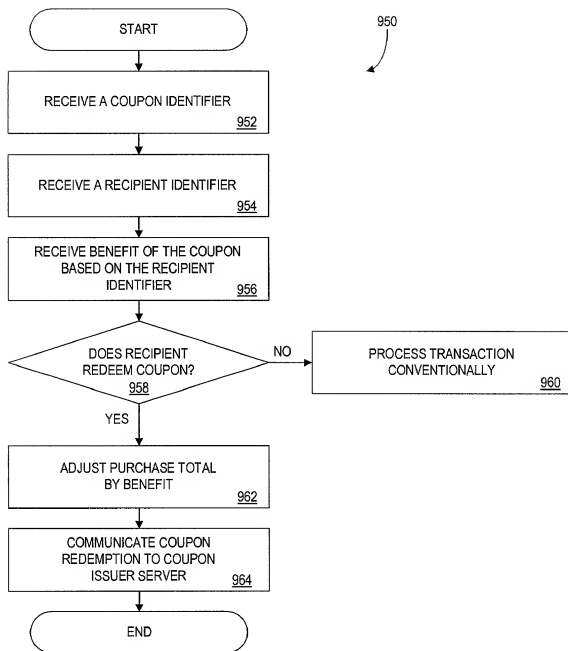 START
950
RECEIVE A COUPON IDENTIFIER
952
RECEIVE A RECIPIENT IDENTIFIER
954
RECEIVE BENEFIT OF THE COUPON
BASED ON THE RECIPIENT
IDENTIFIER
956
DOES RECIPIENT
REDEEM COUPON?
958
NO
PROCESS TRANSACTION
CONVENTIONALLY
960
YES
ADJUST PURCHASE TOTAL
BY BENEFIT
962
COMMUNICATE COUPON
REDEMPTION TO COUPON
ISSUER SERVER
964
END